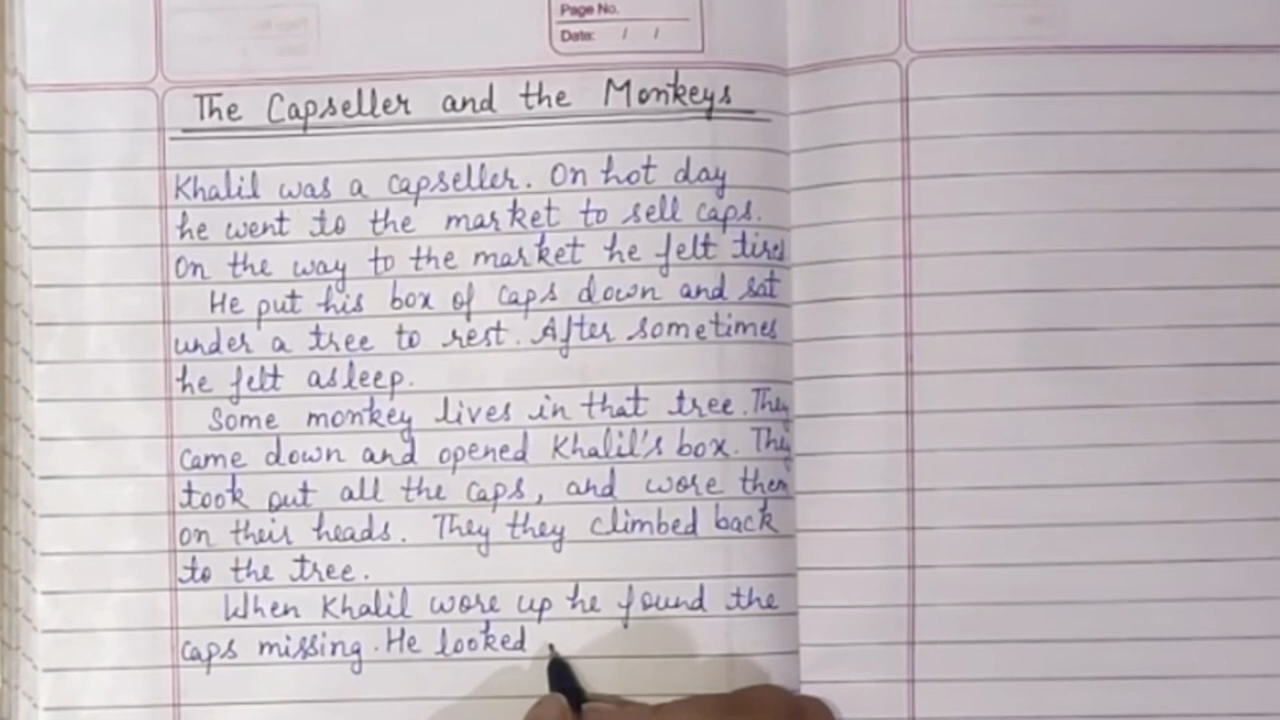 Page No.
Date: / /
The Capseller and the Monkeys
Khalil was a capseller. On hot day
he went to the market to sell caps.
On the way to the market he felt tired
He put his box of caps down and sat
under a tree to rest. After sometimes
he felt asleep.
Some monkey lives in that tree. They
came down and opened Khalil's box. They
took out all the caps, and wore them
on their heads. They they climbed back
to the tree.
When Khalil wore up he found the
caps missing. He looked